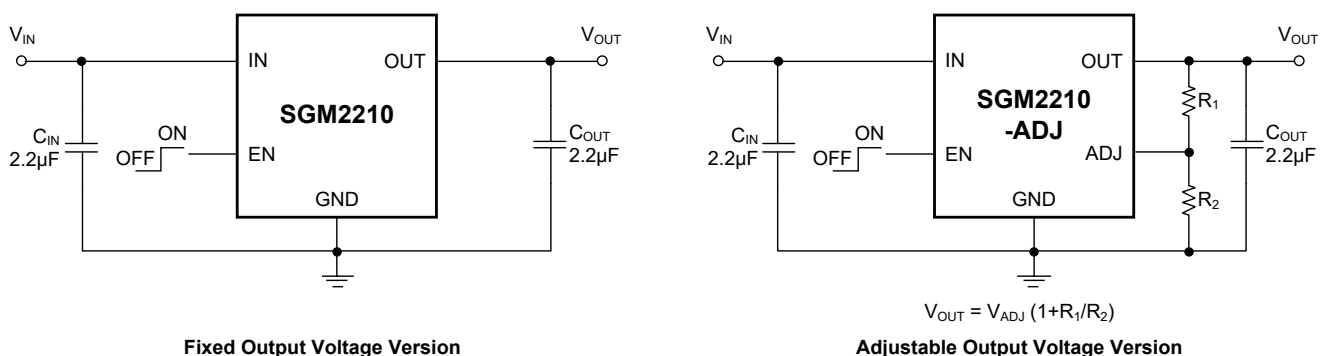 V_IN
V_OUT
IN
OUT
SGM2210
C_IN
2.2µF
ON
OFF
EN
C_OUT
2.2µF
GND
Fixed Output Voltage Version
V_IN
V_OUT
IN
OUT
SGM2210
-ADJ
R_1
C_IN
2.2µF
ON
OFF
EN
ADJ
C_OUT
2.2µF
R_2
GND
V_OUT = V_ADJ (1+R_1/R_2)
Adjustable Output Voltage Version